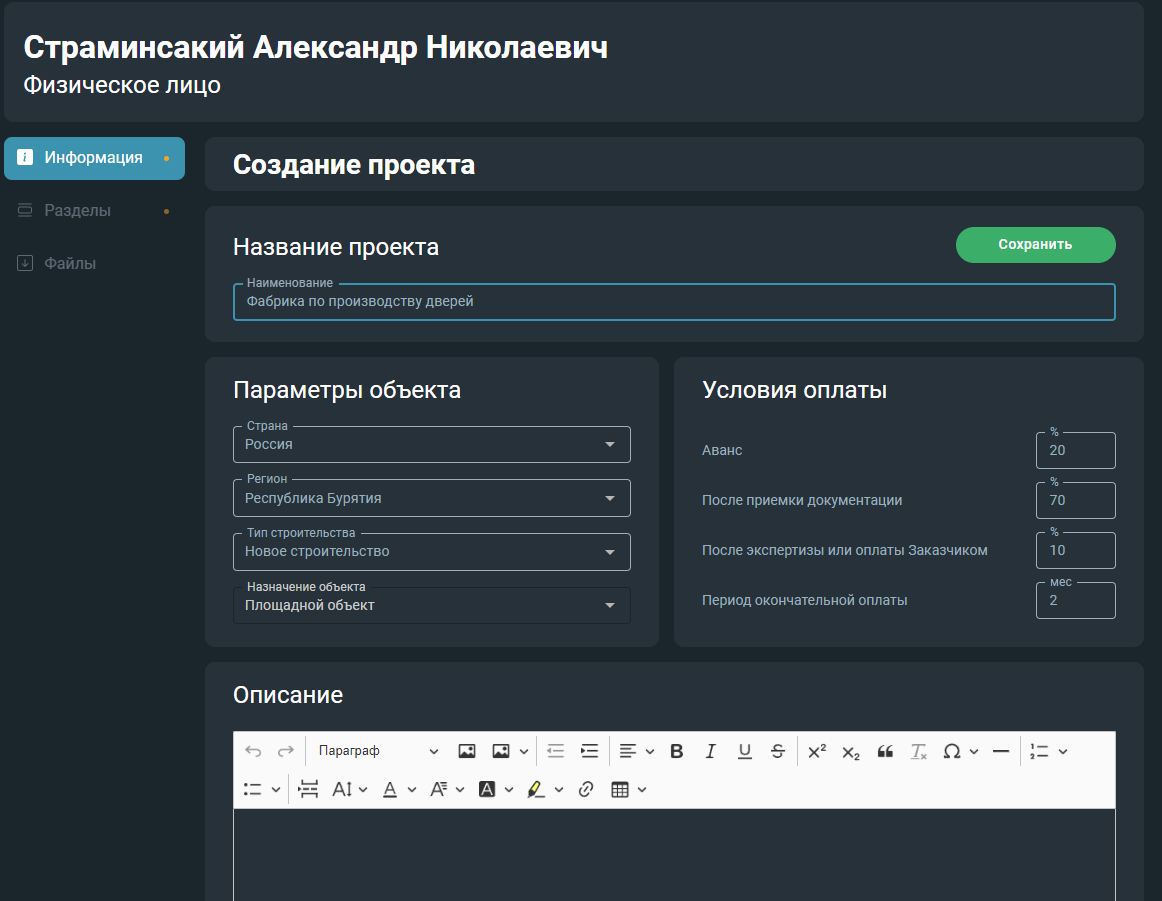 Страминсакий Александр Николаевич
Физическое лицо
Информация
Разделы
Файлы
Создание проекта
Название проекта
Сохранить
Наименование
Фабрика по производству дверей
Параметры объекта
Страна
Россия
Регион
Республика Бурятия
Тип строительства
Новое строительство
Назначение объекта
Площадной объект
Условия оплаты
Аванс
%
20
После приемки документации
%
70
После экспертизы или оплаты Заказчиком
%
10
Период окончательной оплаты
мес
2
Описание
Параграф